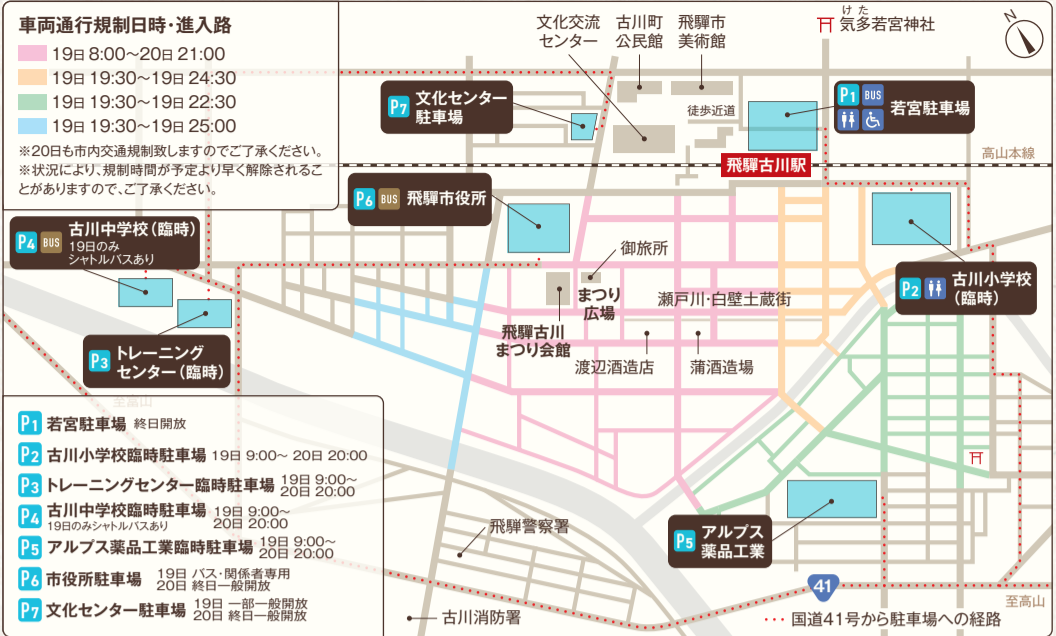 車両通行規制日時・進入路
19日 8:00～20日 21:00
19日 19:30～19日 24:30
19日 19:30～19日 22:30
19日 19:30～19日 25:00
※20日も市内交通規制致しますのでご了承ください。
※状況により、規制時間が予定より早く解除されるこ
とがありますので、ご了承ください。
文化交流
センター
古川町
公民館
飛騨市
美術館
けた
気多若宮神社
N
P7 文化センター
駐車場
徒歩近道
P1 BUS 若宮駐車場
高山本線
飛騨古川駅
P6 BUS 飛騨市役所
P4 BUS 古川中学校(臨時)
19日のみ
シャトルバスあり
御旅所
まつり
広場
瀬戸川・白壁土蔵街
P2 古川小学校
(臨時)
飛騨古川
まつり会館
渡辺酒造店
蒲酒造場
P3 トレーニング
センター(臨時)
至高山
P1 若宮駐車場 終日開放
P2 古川小学校臨時駐車場 19日 9:00～ 20日 20:00
P3 トレーニングセンター臨時駐車場 19日 9:00～
20日 20:00
P4 古川中学校臨時駐車場 19日 9:00～
19日のみシャトルバスあり 20日 20:00
P5 アルプス薬品工業臨時駐車場 19日 9:00～
20日 20:00
P6 市役所駐車場 19日 バス・関係者専用
20日 終日一般開放
P7 文化センター駐車場 19日 一部一般開放
20日 終日一般開放
飛騨警察署
P5 アルプス
薬品工業
41
至高山
古川消防署
国道41号から駐車場への経路